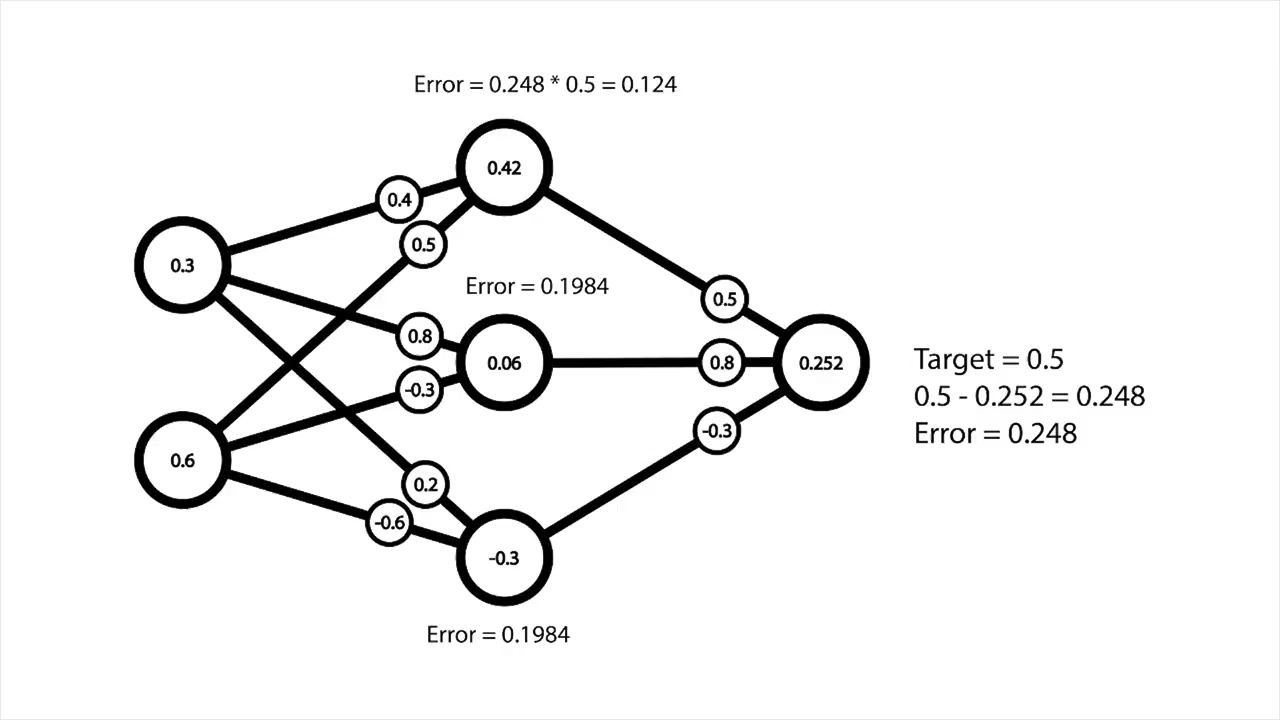 Error = 0.248 * 0.5 = 0.124
0.42
0.4
0.5
0.3
Error = 0.1984
0.5
0.8
0.06
0.8
0.252
-0.3
-0.3
Target = 0.5
0.5 - 0.252 = 0.248
Error = 0.248
0.6
0.2
-0.6
-0.3
Error = 0.1984